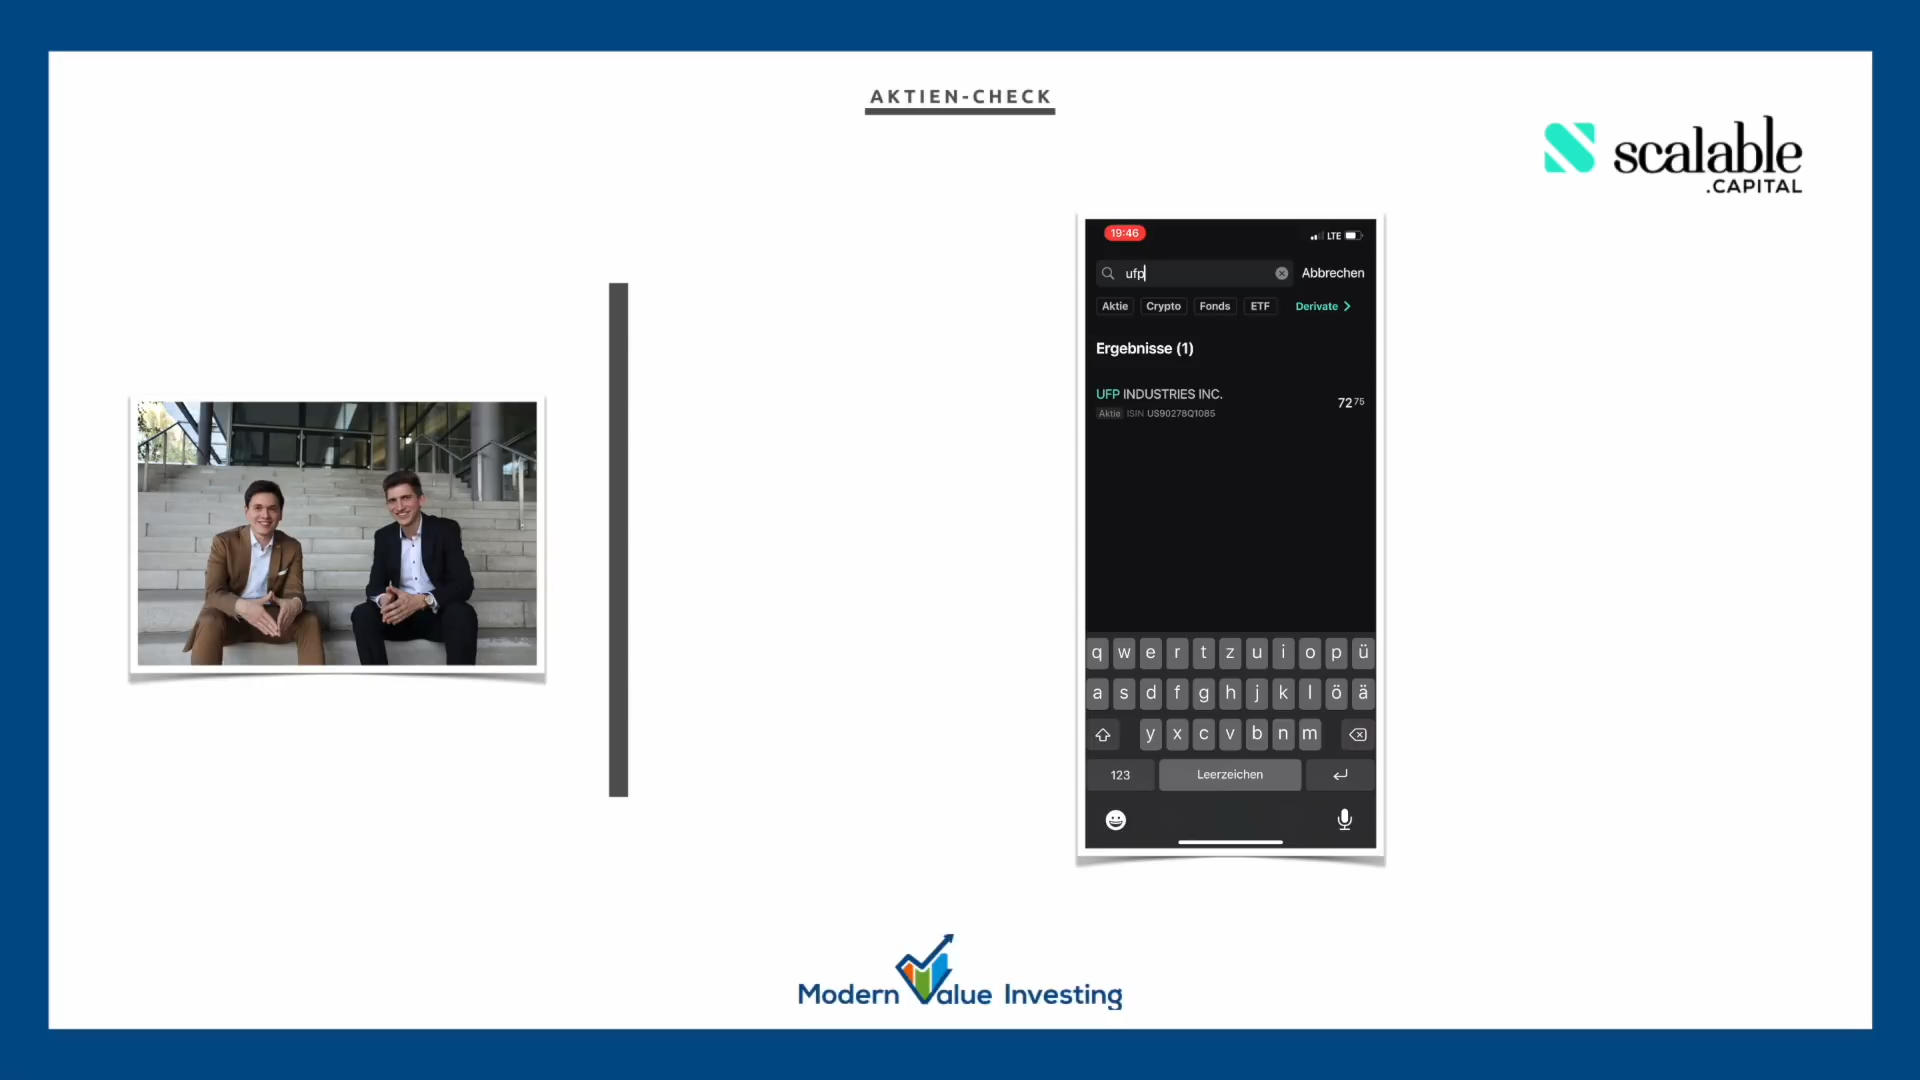 AKTIEN-CHECK
scalable
.CAPITAL
19:46
LTE
ufp
Abbrechen
Aktie
Crypto
Fonds
ETF
Derivate
Ergebnisse (1)
UFP INDUSTRIES INC.
72 75
Aktie ISIN US90278Q1085
q w e r t z u i o p ü
a s d f g h j k l ö ä
y x c v b n m
123
Leerzeichen
Modern Value Investing